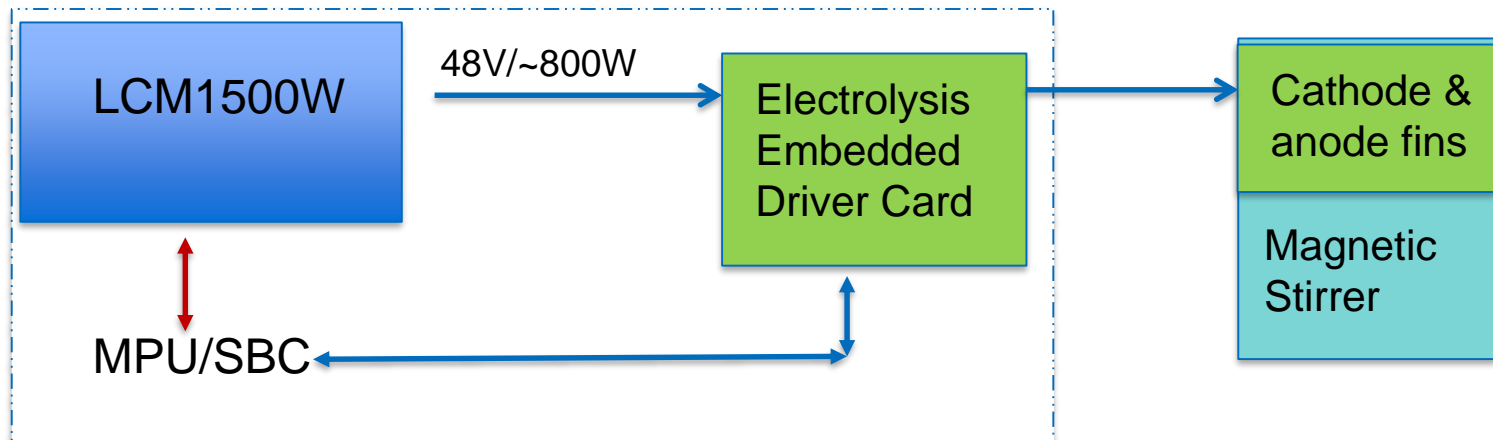 LCM1500W
48V/~800W
Electrolysis
Embedded
Driver Card
Cathode &
anode fins
Magnetic
Stirrer
MPU/SBC